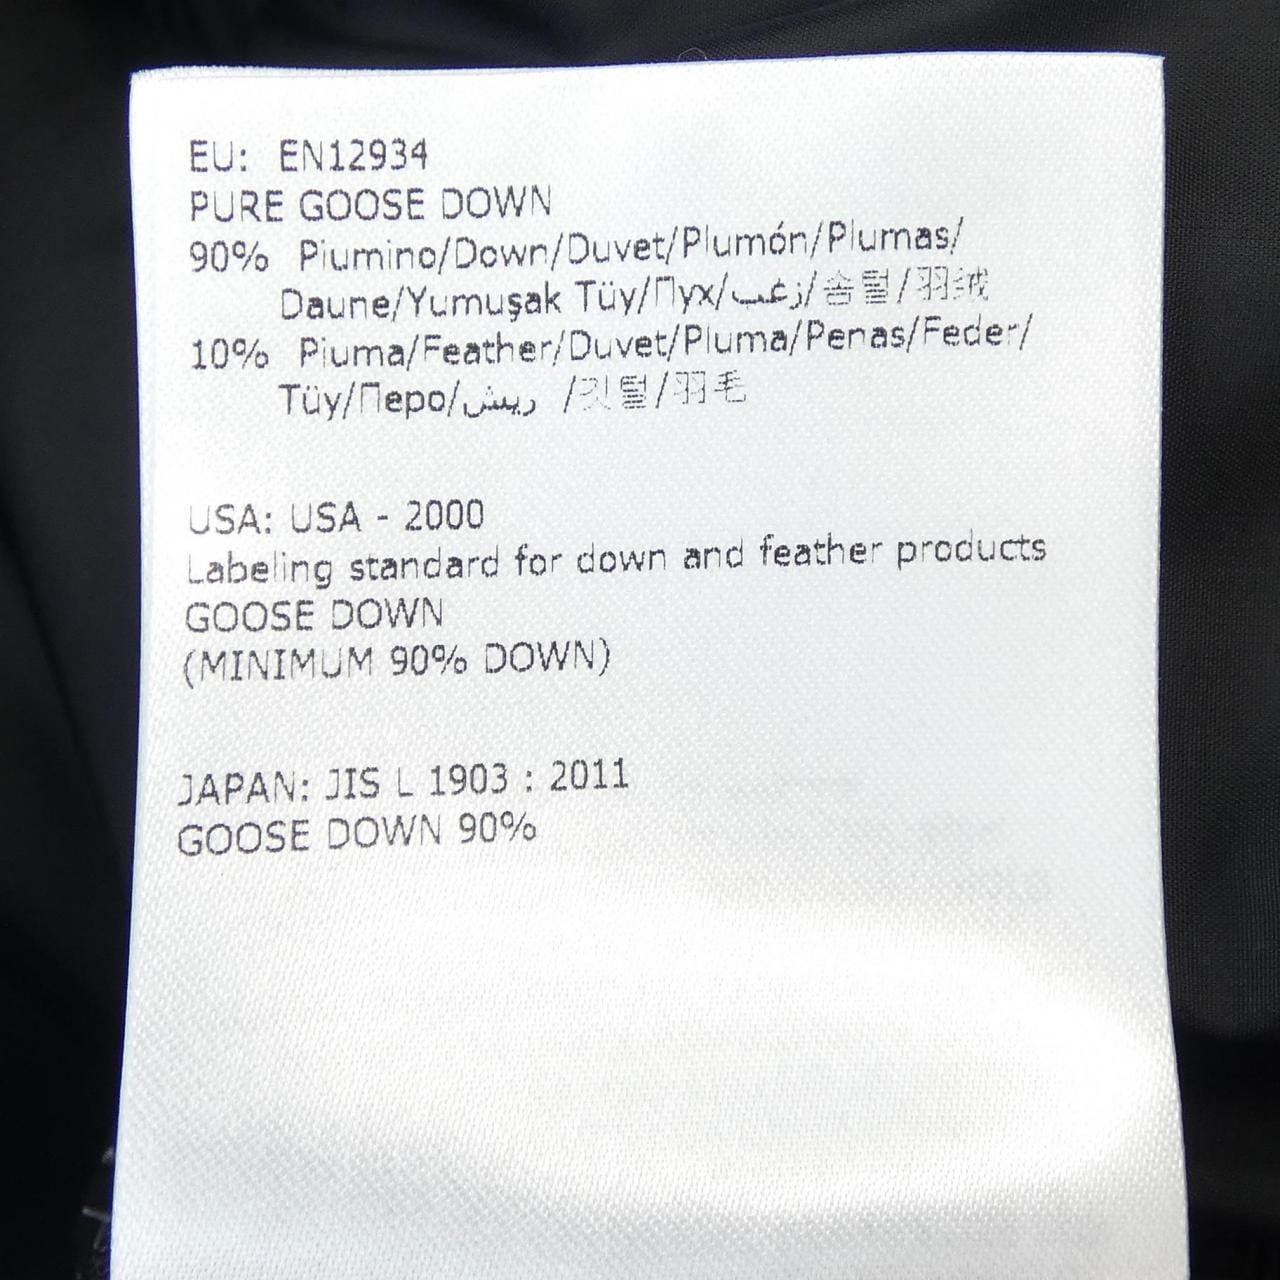 EU: EN12934
PURE GOOSE DOWN
90% Piumino/Down/Duvet/Plumón/Plumas/
Daune/Yumuşak Tüy/Пух/زغب/솜털/羽绒
10% Piuma/Feather/Duvet/Pluma/Penas/Feder/
Tüy/Перо/ريش /깃털/羽毛
USA: USA - 2000
Labeling standard for down and feather products
GOOSE DOWN
(MINIMUM 90% DOWN)
JAPAN: JIS L 1903 : 2011
GOOSE DOWN 90%